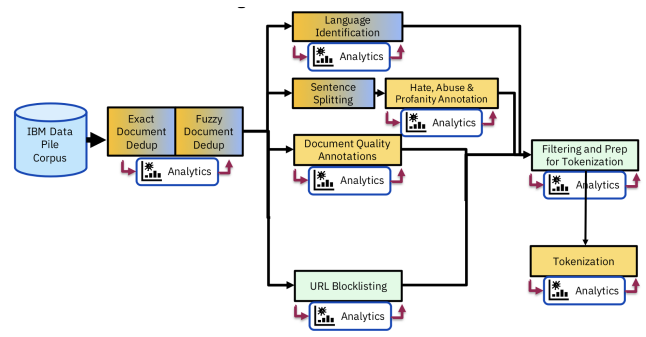 IBM Data
Pile
Corpus
Exact
Document
Dedup
Fuzzy
Document
Dedup
Analytics
Language
Identification
Analytics
Sentence
Splitting
Hate, Abuse &
Profanity Annotation
Analytics
Document Quality
Annotations
Analytics
URL Blocklisting
Analytics
Filtering and Prep
for Tokenization
Analytics
Tokenization
Analytics